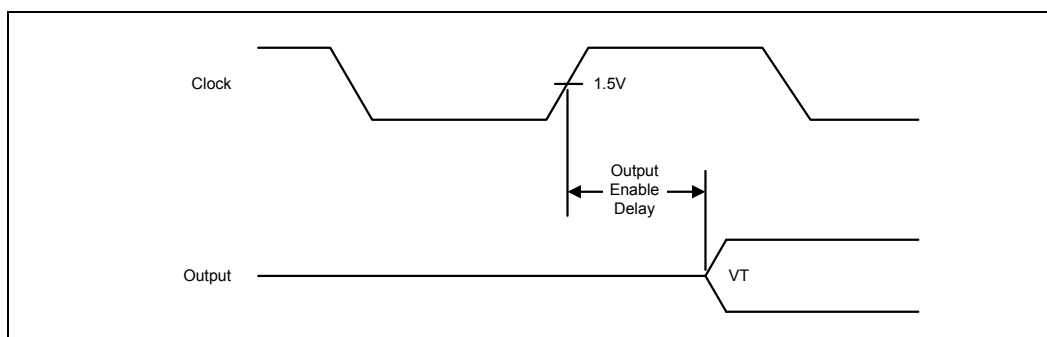 Clock
1.5V
Output
Enable
Delay
Output
VT